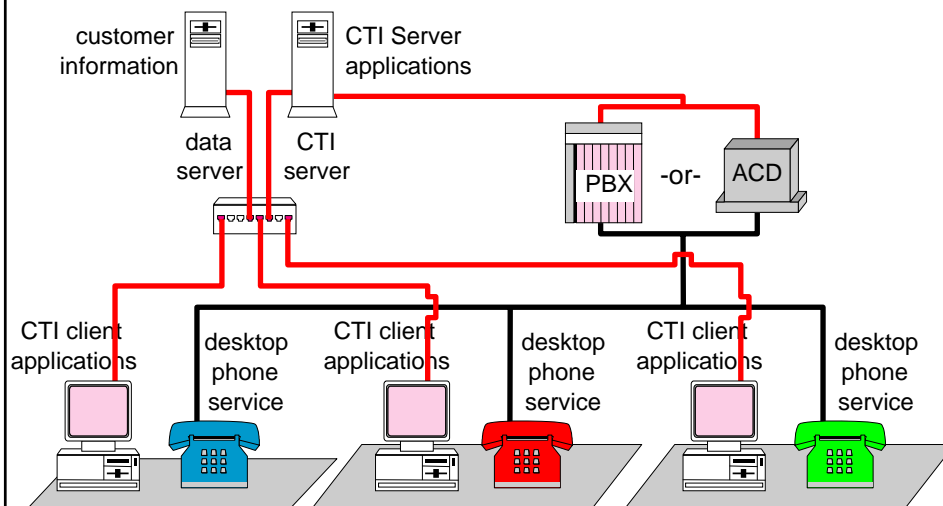 customer
information
CTI Server
applications
data
server
CTI
server
PBX
-or-
ACD
CTI client
applications
desktop
phone
service
CTI client
applications
desktop
phone
service
CTI client
applications
desktop
phone
service